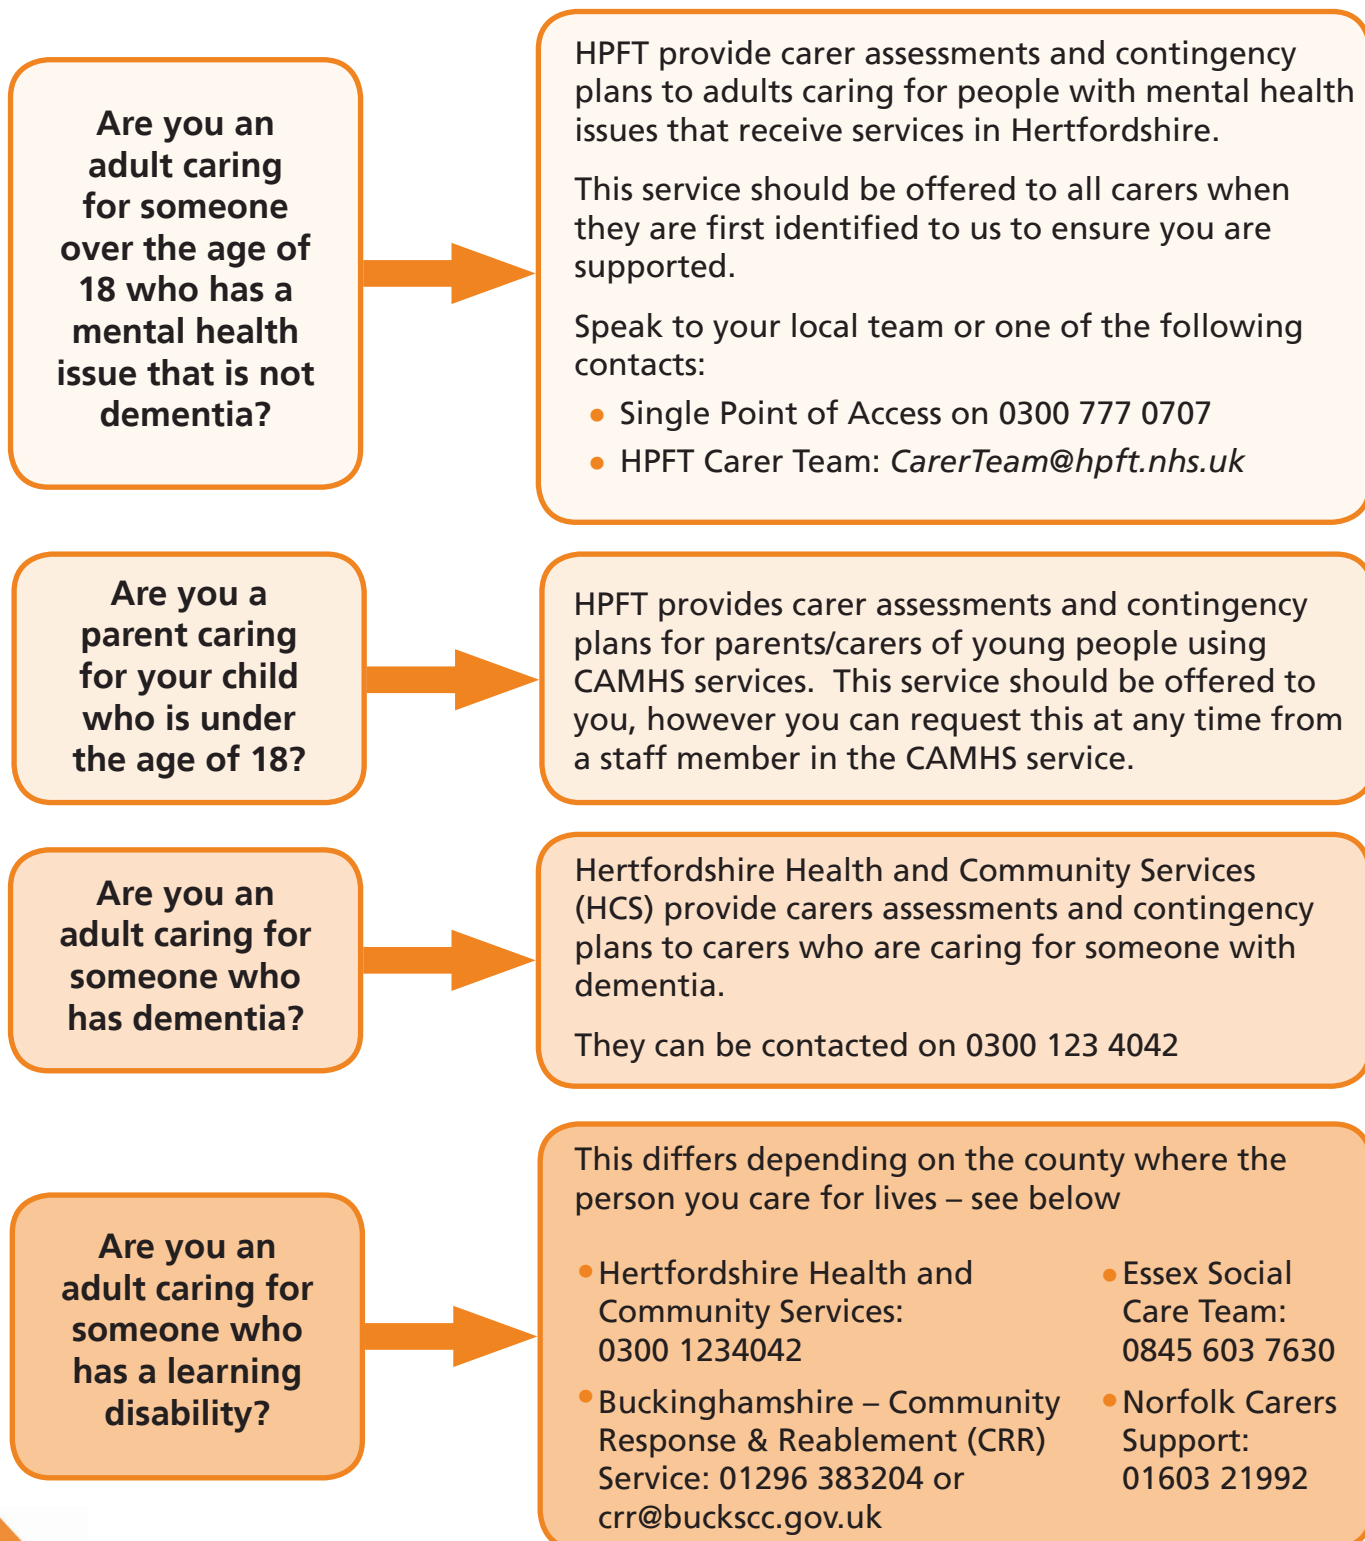 Are you an
adult caring
for someone
over the age of
18 who has a
mental health
issue that is not
dementia?
HPFT provide carer assessments and contingency
plans to adults caring for people with mental health
issues that receive services in Hertfordshire.
This service should be offered to all carers when
they are first identified to us to ensure you are
supported.
Speak to your local team or one of the following
contacts:
• Single Point of Access on 0300 777 0707
• HPFT Carer Team: CarerTeam@hpft.nhs.uk
Are you a
parent caring
for your child
who is under
the age of 18?
HPFT provides carer assessments and contingency
plans for parents/carers of young people using
CAMHS services.  This service should be offered to
you, however you can request this at any time from
a staff member in the CAMHS service.
Are you an
adult caring for
someone who
has dementia?
Hertfordshire Health and Community Services
(HCS) provide carers assessments and contingency
plans to carers who are caring for someone with
dementia.
They can be contacted on 0300 123 4042
Are you an
adult caring for
someone who
has a learning
disability?
This differs depending on the county where the
person you care for lives – see below
• Hertfordshire Health and
Community Services:
0300 1234042
• Buckinghamshire – Community
Response & Reablement (CRR)
Service: 01296 383204 or
crr@buckscc.gov.uk
• Essex Social
Care Team:
0845 603 7630
• Norfolk Carers
Support:
01603 21992